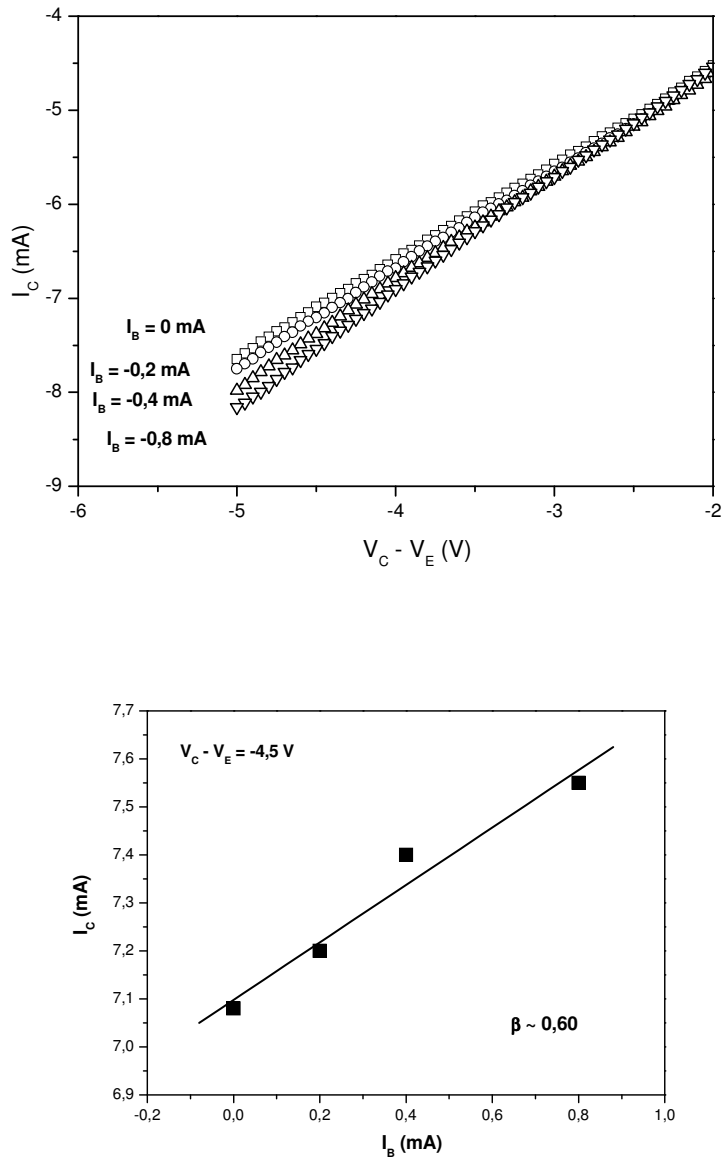 -4
-5
-6
-7
-8
-9
I_C (mA)
I_B = 0 mA
I_B = -0,2 mA
I_B = -0,4 mA
I_B = -0,8 mA
-6 -5 -4 -3 -2
V_C - V_E (V)
7,7
7,6
7,5
7,4
7,3
7,2
7,1
7,0
6,9
I_C (mA)
V_C - V_E = -4,5 V
β ~ 0,60
-0,2 0,0 0,2 0,4 0,6 0,8 1,0
I_B (mA)